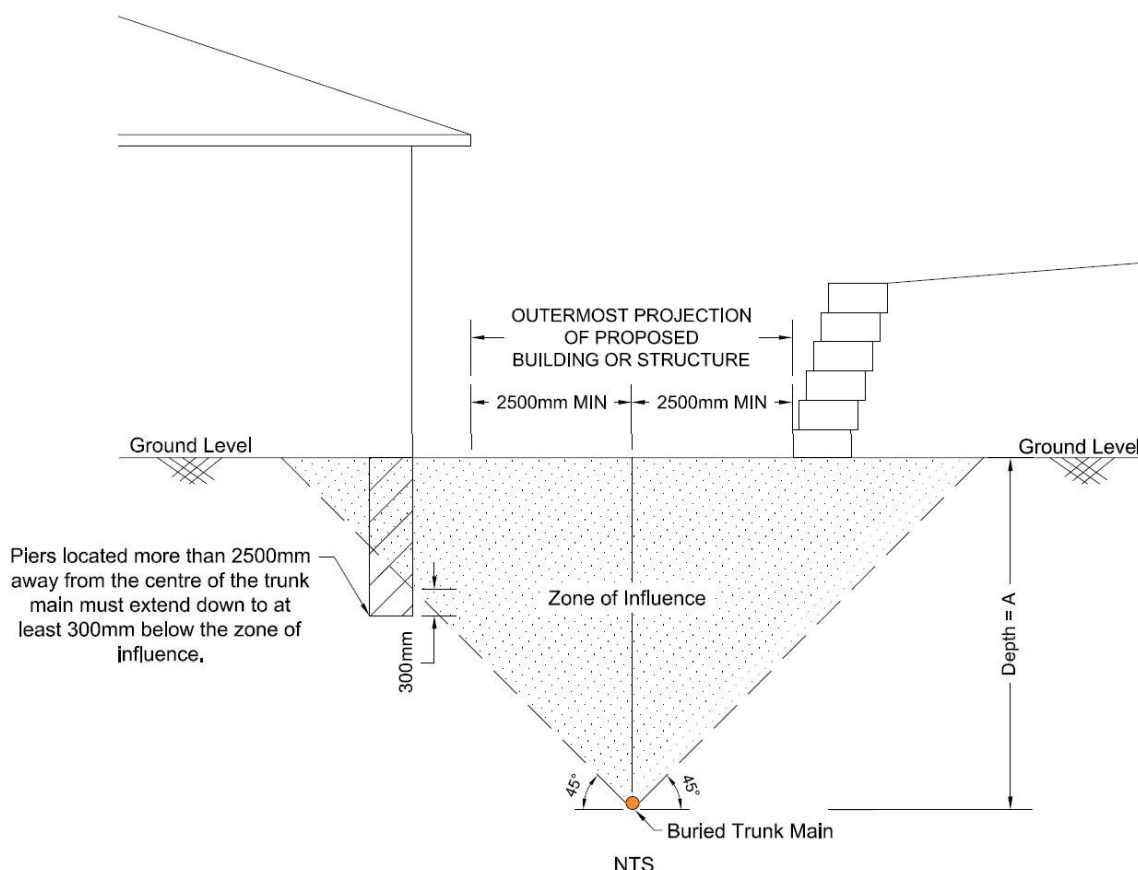 OUTERMOST PROJECTION
OF PROPOSED
BUILDING OR STRUCTURE
2500mm MIN
2500mm MIN
Ground Level
Ground Level
Piers located more than 2500mm
away from the centre of the trunk
main must extend down to at
least 300mm below the zone of
influence.
300mm
Zone of Influence
Depth = A
45°
45°
Buried Trunk Main
NTS